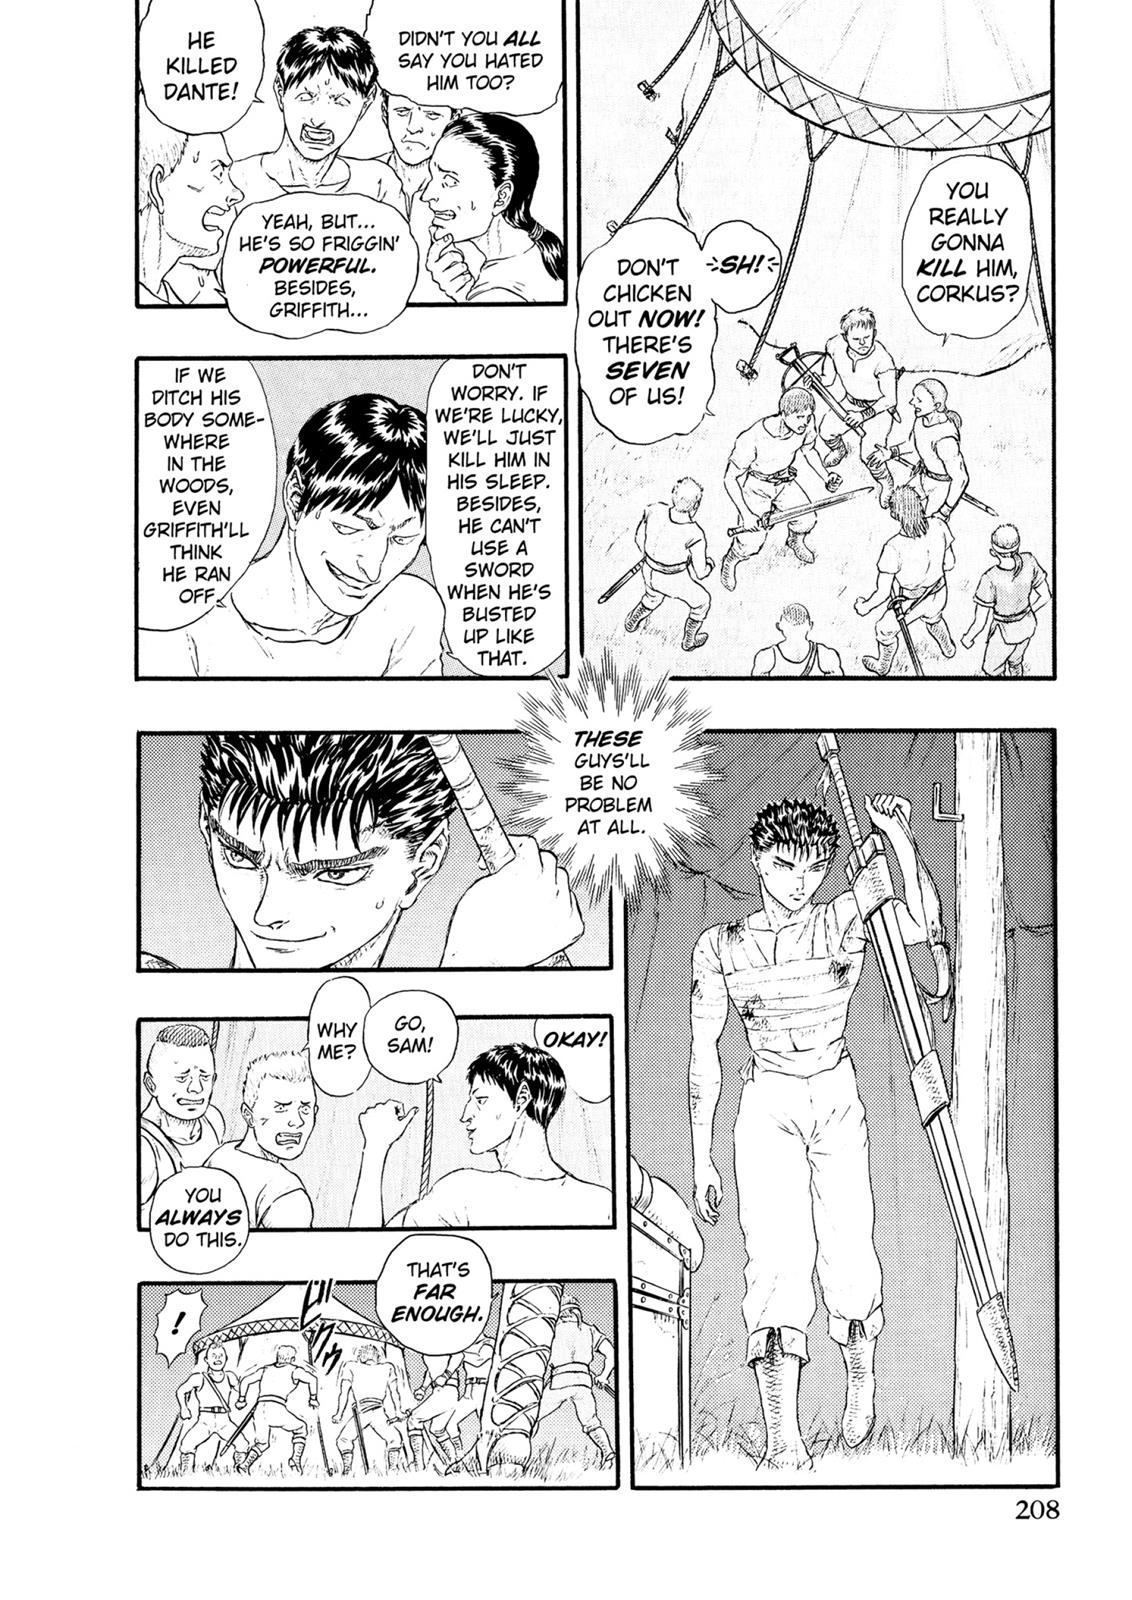 YOU
REALLY
GONNA
KILL HIM,
CORKUS?
SH!
DON'T
CHICKEN
OUT NOW!
THERE'S
SEVEN
OF US!
DIDN'T YOU ALL
SAY YOU HATED
HIM TOO?
HE
KILLED
DANTE!
YEAH, BUT...
HE'S SO FRIGGIN'
POWERFUL.
BESIDES,
GRIFFITH...
DON'T
WORRY. IF
WE'RE LUCKY,
WE'LL JUST
KILL HIM IN
HIS SLEEP.
BESIDES,
HE CAN'T
USE A
SWORD
WHEN HE'S
BUSTED
UP LIKE
THAT.
IF WE
DITCH HIS
BODY SOME-
WHERE
IN THE
WOODS,
EVEN
GRIFFITH'LL
THINK
HE RAN
OFF.
THESE
GUYS'LL
BE NO
PROBLEM
AT ALL.
OKAY!
GO,
SAM!
WHY
ME?
YOU
ALWAYS
DO THIS.
THAT'S
FAR
ENOUGH.
!
ビクビク
208